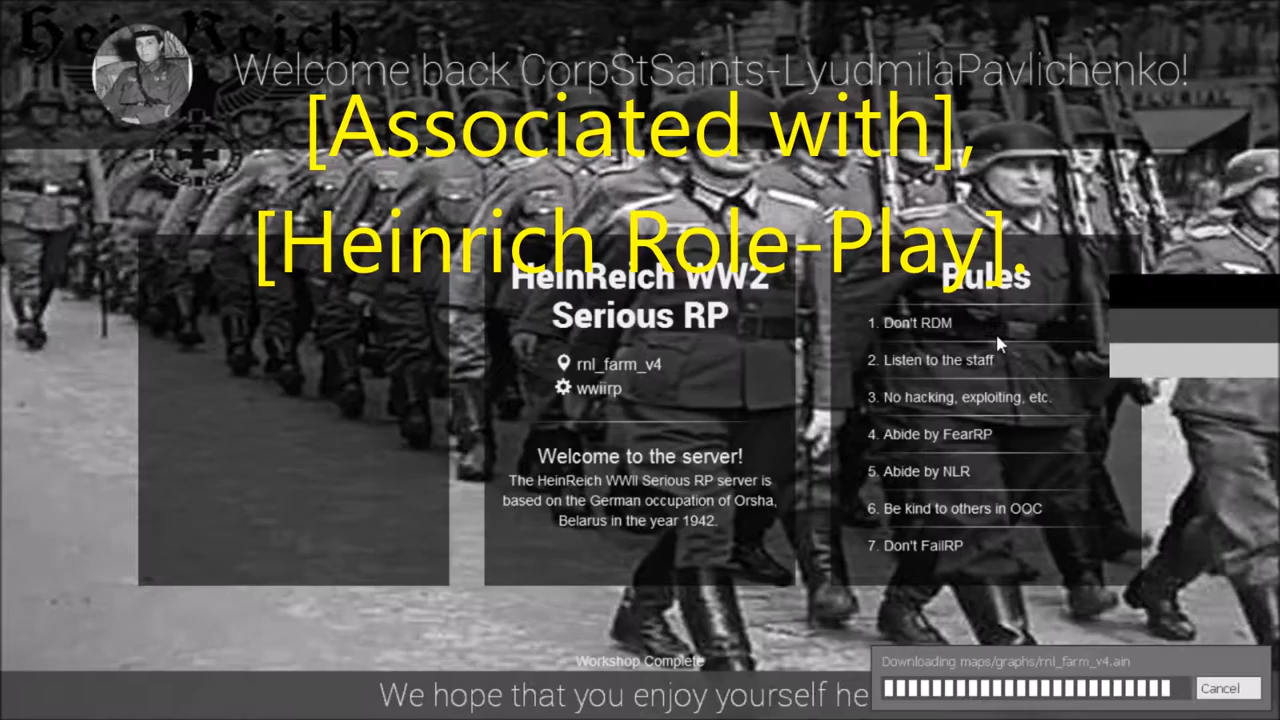 HeinReich
Welcome back CorpStSaints-LyudmilaPavlichenko!
[Associated with],
[Heinrich Role-Play].
HeinReich WW2
Serious RP
rnl_farm_v4
wwiirp
Welcome to the server!
The HeinReich WWII Serious RP server is
based on the German occupation of Orsha,
Belarus in the year 1942.
Rules
1. Don't RDM
2. Listen to the staff
3. No hacking, exploiting, etc.
4. Abide by FearRP
5. Abide by NLR
6. Be kind to others in OOC
7. Don't FailRP
Workshop Complete
We hope that you enjoy yourself he
Downloading maps/graphs/rnl_farm_v4.ain
Cancel